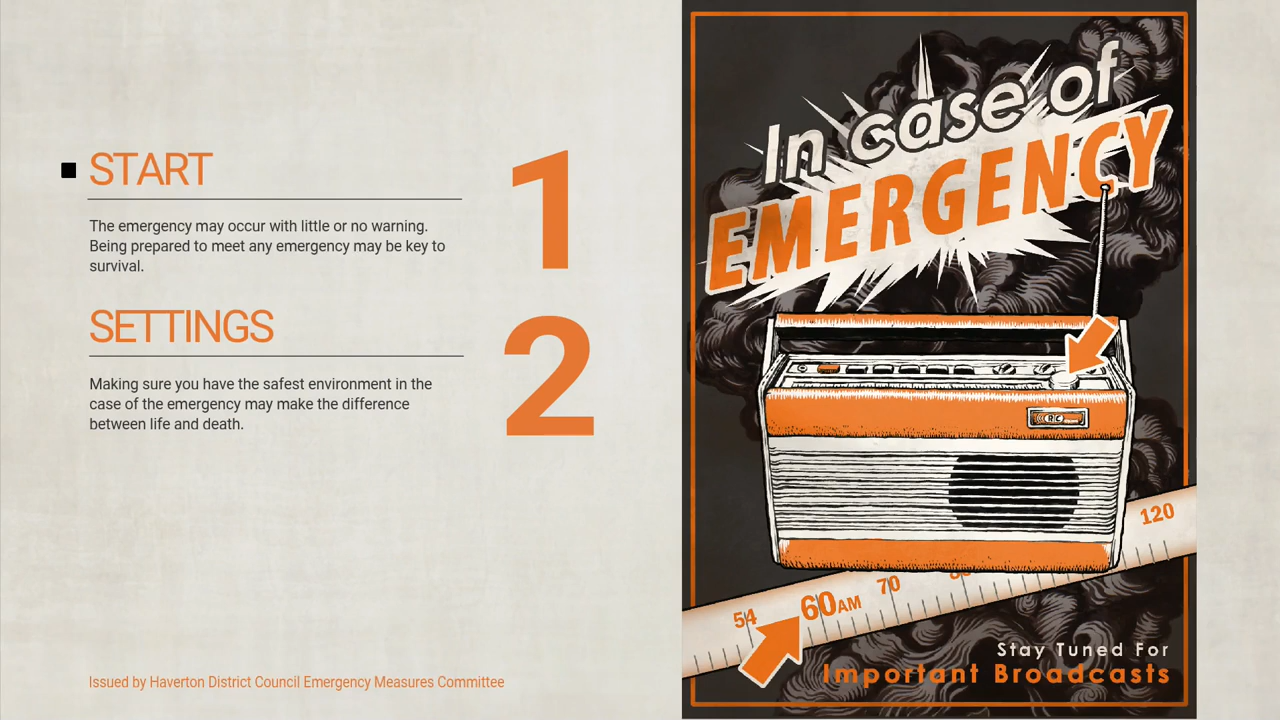 START
1
The emergency may occur with little or no warning.
Being prepared to meet any emergency may be key to
survival.
SETTINGS
2
Making sure you have the safest environment in the
case of the emergency may make the difference
between life and death.
Issued by Haverton District Council Emergency Measures Committee
In case of
EMERGENCY
54
60AM
70
120
Stay Tuned For
Important Broadcasts